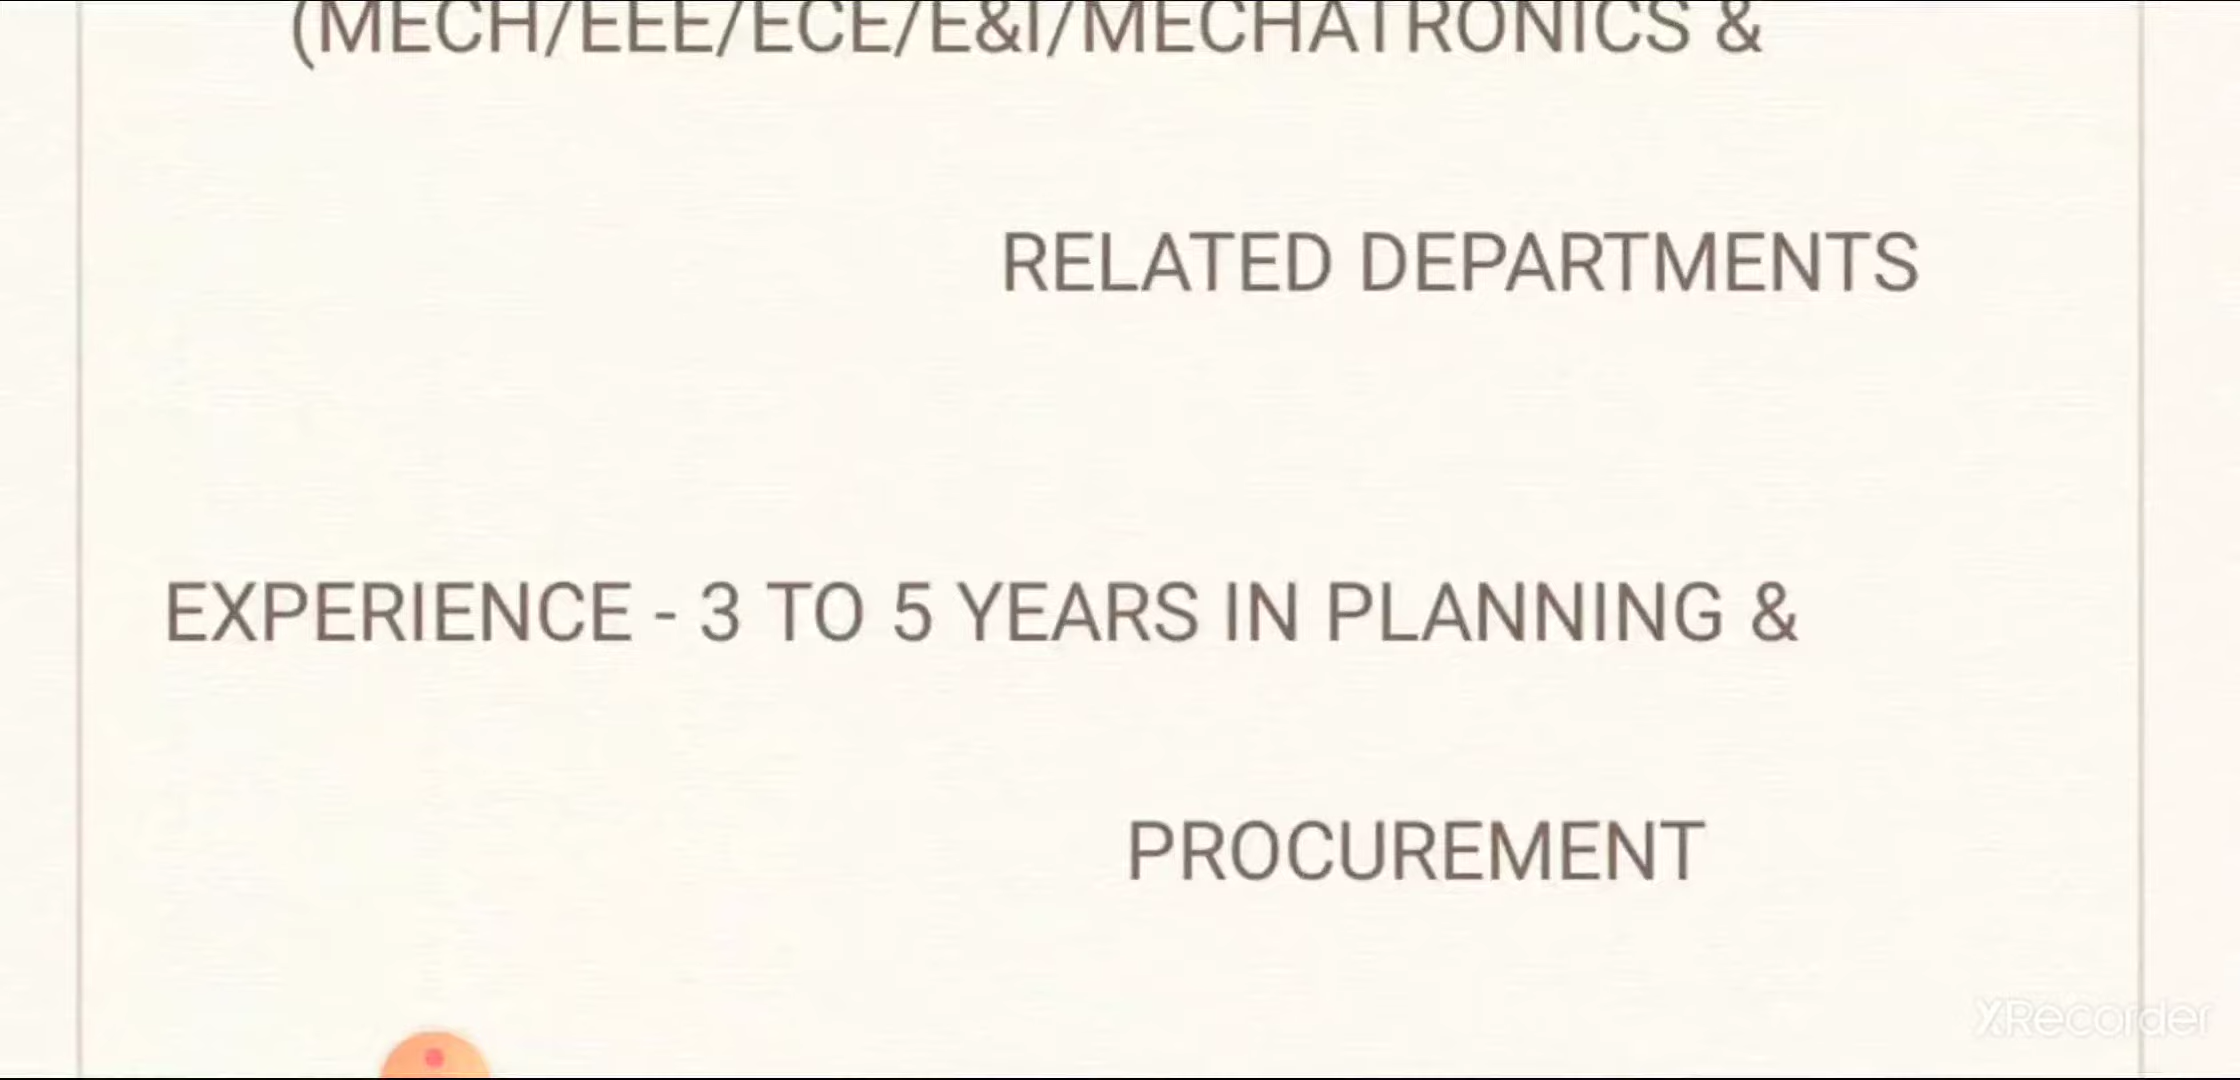 (MECH/EEE/ECE/E&I/MECHATRONICS &
RELATED DEPARTMENTS
EXPERIENCE - 3 TO 5 YEARS IN PLANNING &
PROCUREMENT
XRecorder